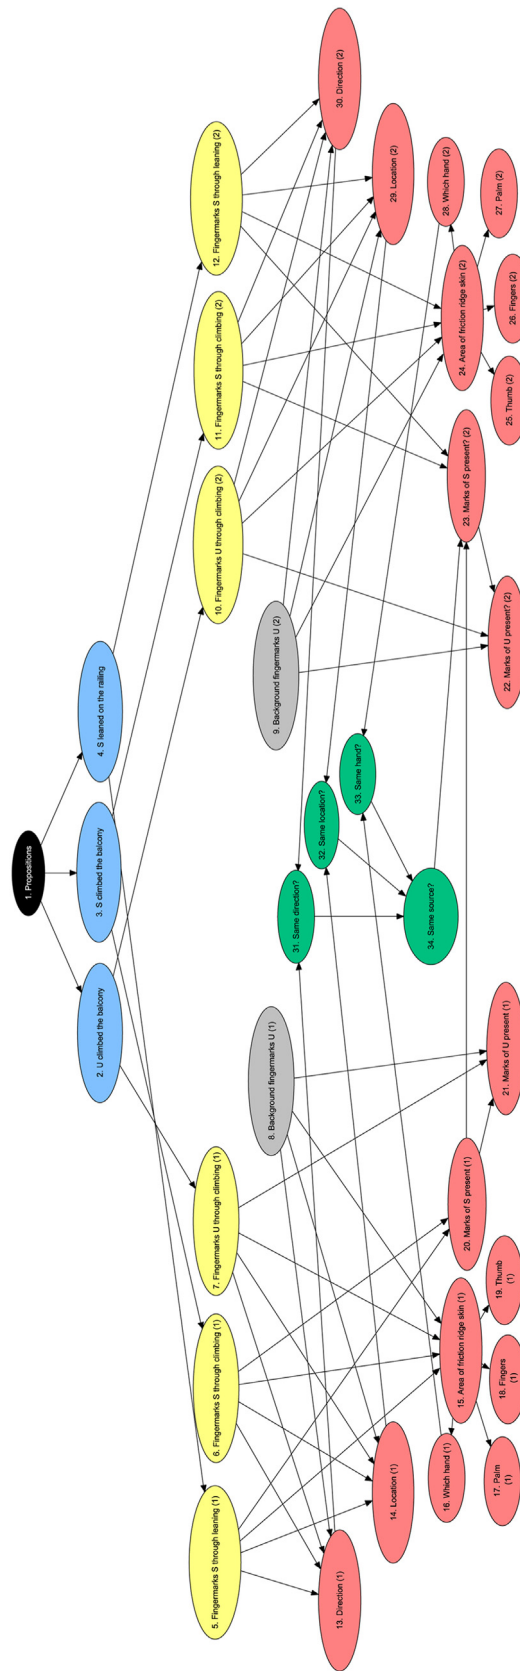 1. Propositions
2. U climbed the balcony
3. S climbed the balcony
4. S leaned on the railing
5. Fingermarks S through leaning (1)
6. Fingermarks S through climbing (1)
7. Fingermarks U through climbing (1)
10. Fingermarks U through climbing (2)
11. Fingermarks S through climbing (2)
12. Fingermarks S through leaning (2)
8. Background fingermarks U (1)
9. Background fingermarks U (2)
31. Same direction?
32. Same location?
33. Same hand?
34. Same source?
13. Direction (1)
30. Direction (2)
14. Location (1)
29. Location (2)
16. Which hand (1)
15. Area of friction ridge skin (1)
20. Marks of S present (1)
23. Marks of S present? (2)
24. Area of friction ridge skin (2)
28. Which hand (2)
17. Palm
(1)
18. Fingers
(1)
19. Thumb
(1)
21. Marks of U present (1)
22. Marks of U present? (2)
25. Thumb (2)
26. Fingers (2)
27. Palm (2)